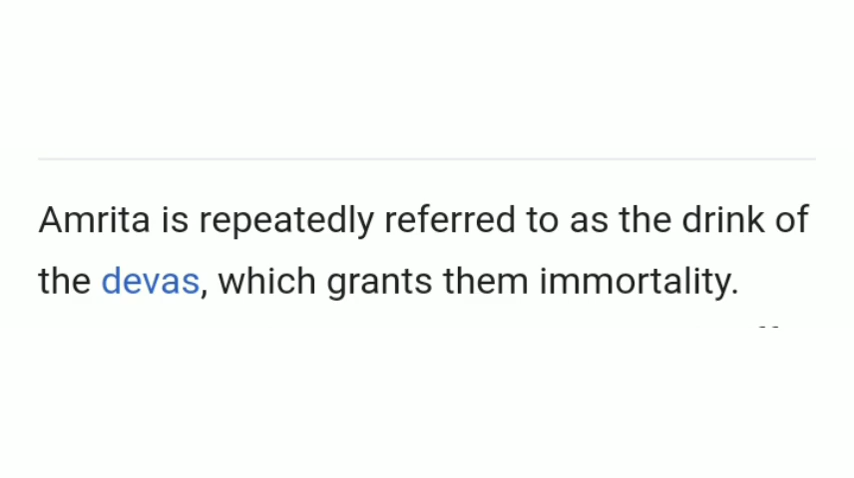 Amrita is repeatedly referred to as the drink of
the devas, which grants them immortality.